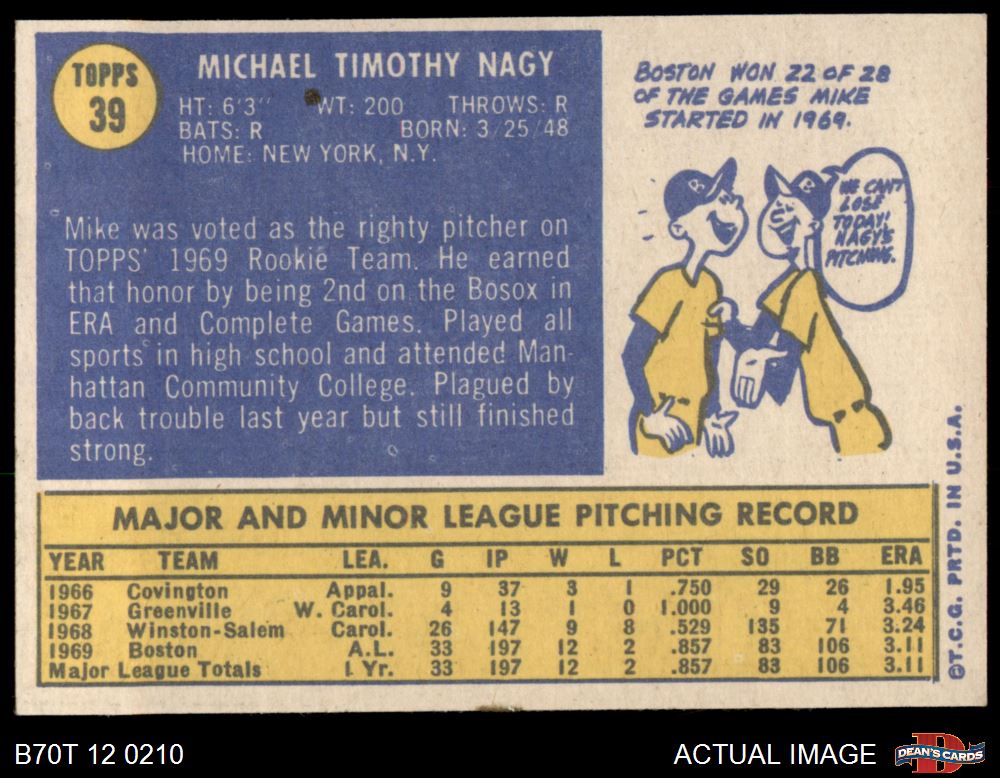 TOPPS
39
MICHAEL TIMOTHY NAGY
HT: 6'3" WT: 200 THROWS: R
BATS: R BORN: 3/25/48
HOME: NEW YORK, N.Y.
Mike was voted as the righty pitcher on
TOPPS' 1969 Rookie Team. He earned
that honor by being 2nd on the Bosox in
ERA and Complete Games. Played all
sports in high school and attended Man-
hattan Community College. Plagued by
back trouble last year but still finished
strong.
BOSTON WON 22 OF 28
OF THE GAMES MIKE
STARTED IN 1969.
B
B
WE CAN'T
LOSE
TODAY!
NAGY'S
PITCHING.
MAJOR AND MINOR LEAGUE PITCHING RECORD
YEAR TEAM LEA. G IP W L PCT SO BB ERA
1966 Covington Appal. 9 37 3 1 .750 29 26 1.95
1967 Greenville W. Carol. 4 13 1 0 1.000 9 4 3.46
1968 Winston-Salem Carol. 26 147 9 8 .529 135 71 3.24
1969 Boston A.L. 33 197 12 2 .857 83 106 3.11
Major League Totals 1 Yr. 33 197 12 2 .857 83 106 3.11
©T.C.G. PRTD. IN U.S.A.
B70T 12 0210
ACTUAL IMAGE
D
DEAN'S CARDS